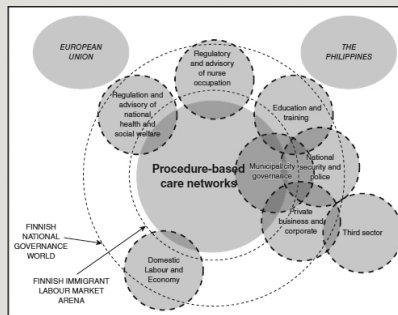 EUROPEAN
UNION
Regulatory
and advisory
of nurse
occupation
THE
PHILIPPINES
Regulation and
advisory of
national,
health and
social welfare
Education and
training
Procedure-based
care networks
Municipal/city
governance
National
security and
police
Private
business and
corporate
Third sector
FINNISH
NATIONAL
GOVERNANCE
WORLD
FINNISH IMMIGRANT
LABOUR MARKET
ARENA
Domestic
Labour and
Economy